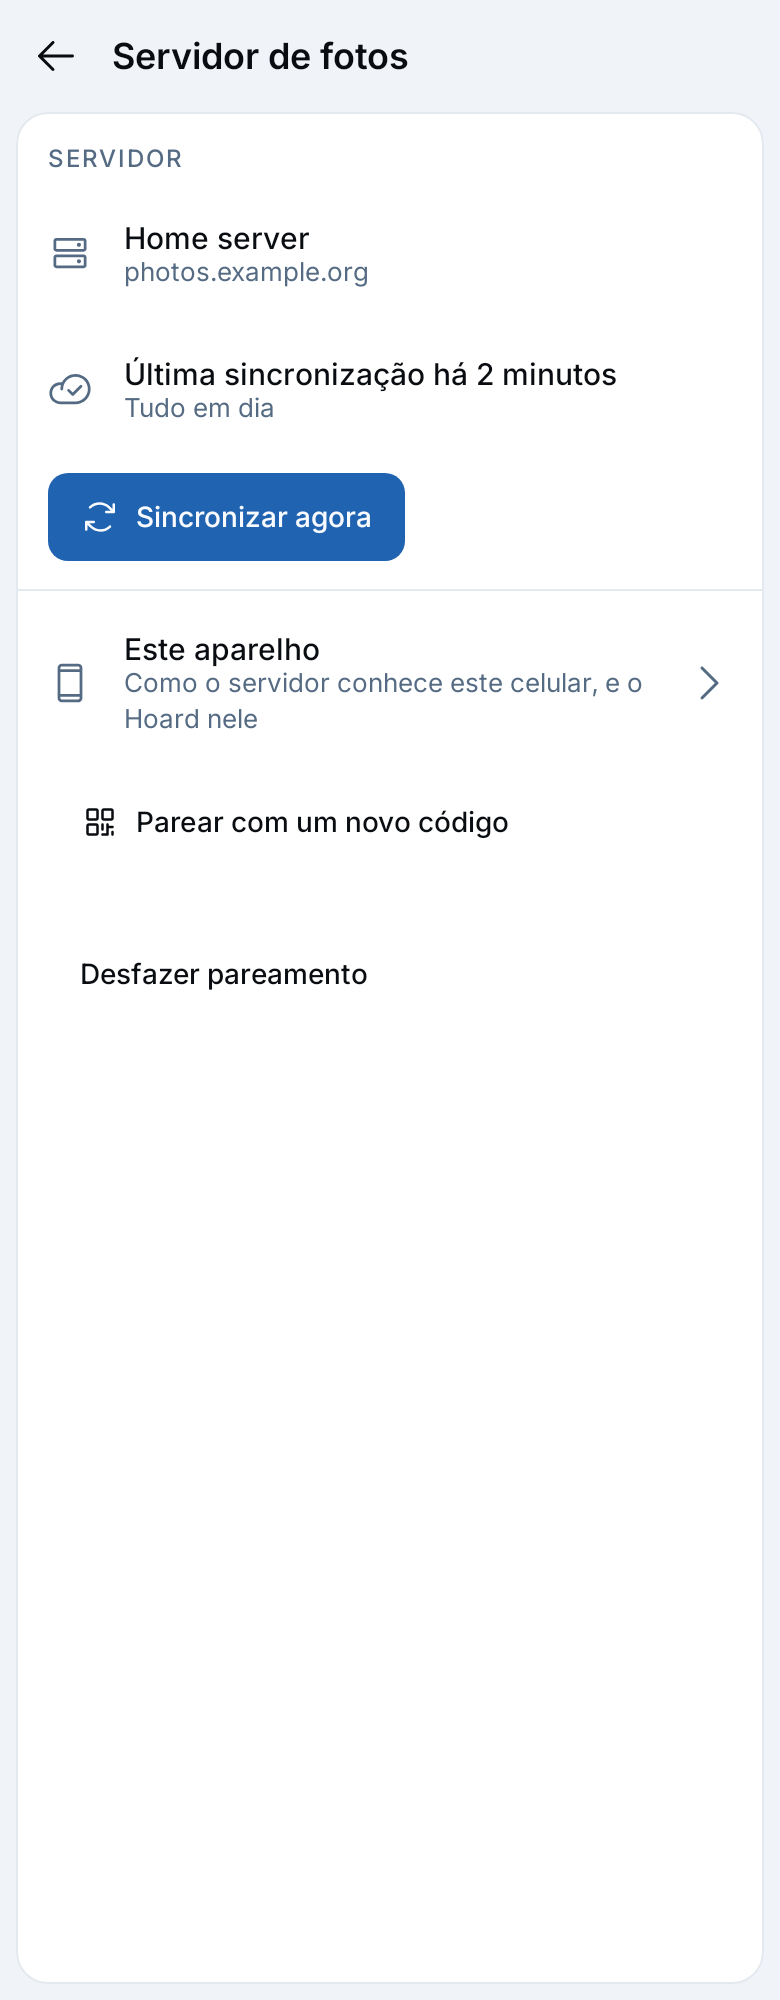 Servidor de fotos
SERVIDOR
Home server
photos.example.org
Última sincronização há 2 minutos
Tudo em dia
Sincronizar agora
Este aparelho
Como o servidor conhece este celular, e o
Hoard nele
Parear com um novo código
Desfazer pareamento